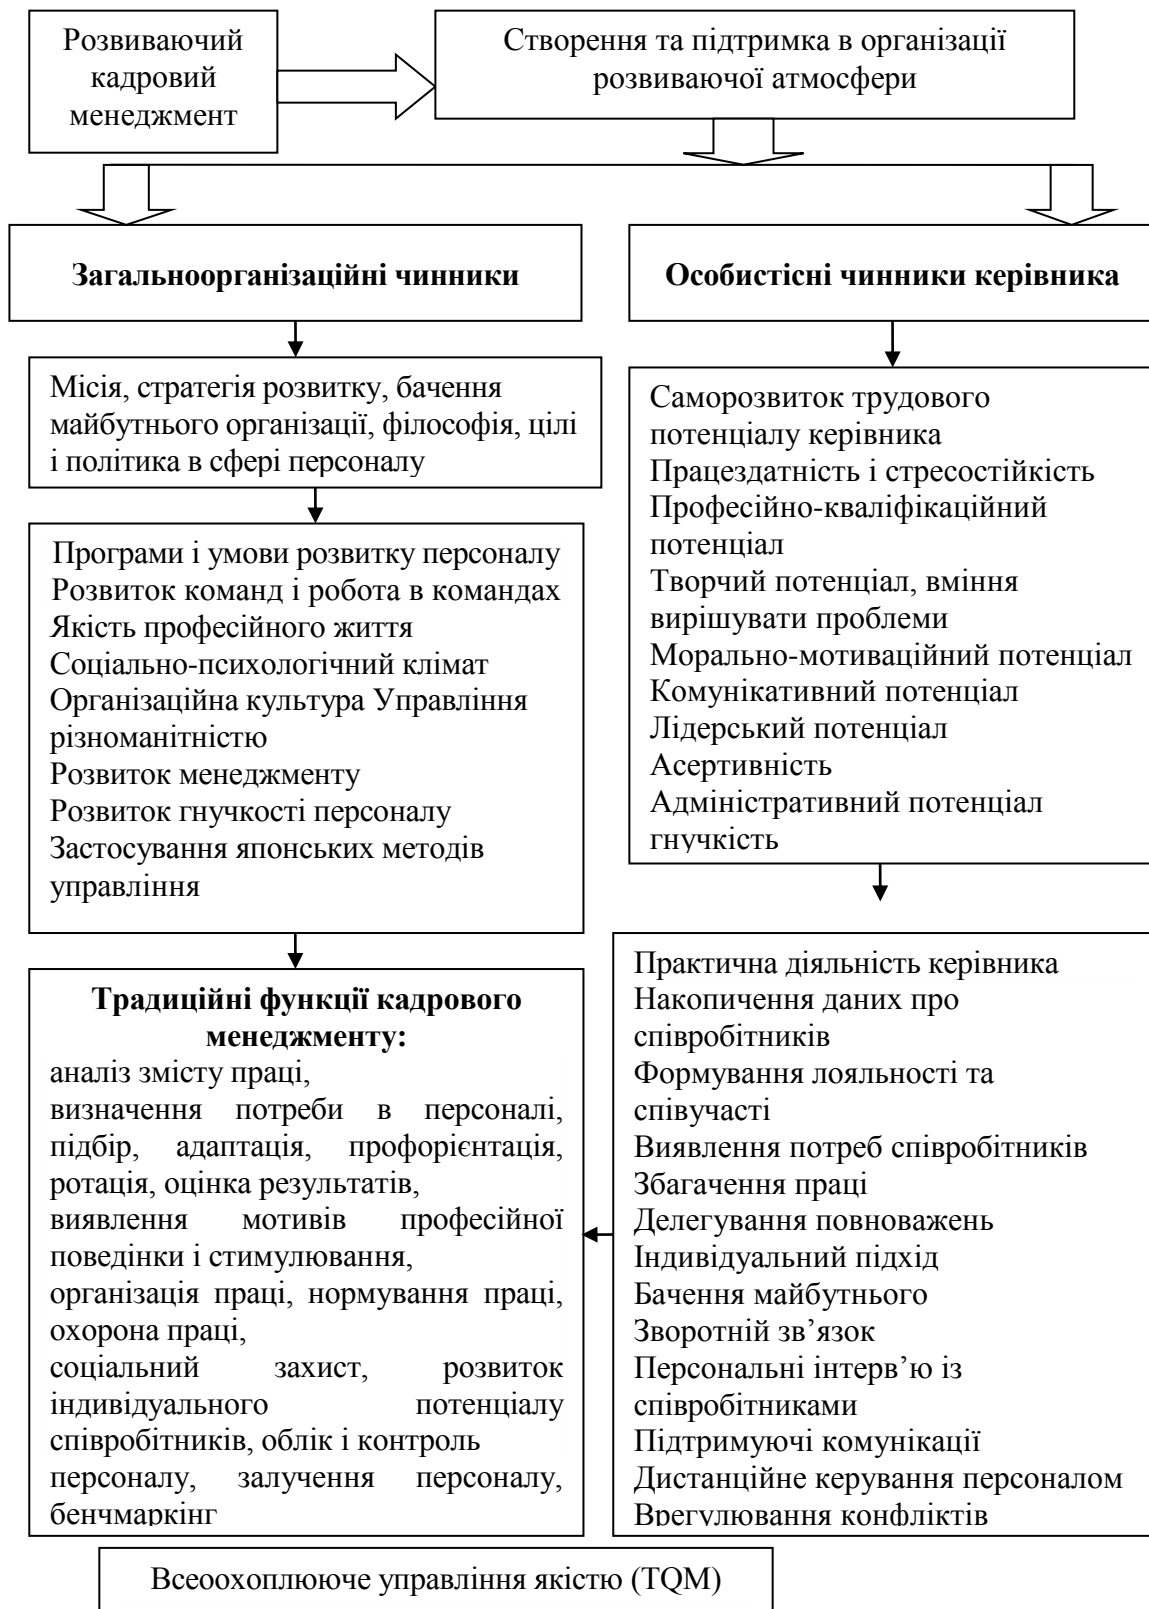 Розвиваючий
кадровий
менеджмент
Створення та підтримка в організації
розвиваючої атмосфери
Загальноорганізаційні чинники
Особистісні чинники керівника
Місія, стратегія розвитку, бачення
майбутнього організації, філософія, цілі
і політика в сфері персоналу
Програми і умови розвитку персоналу
Розвиток команд і робота в командах
Якість професійного життя
Соціально-психологічний клімат
Організаційна культура Управління
різноманітністю
Розвиток менеджменту
Розвиток гнучкості персоналу
Застосування японських методів
управління
Традиційні функції кадрового
менеджменту:
аналіз змісту праці,
визначення потреби в персоналі,
підбір, адаптація, профорієнтація,
ротація, оцінка результатів,
виявлення мотивів професійної
поведінки і стимулювання,
організація праці, нормування праці,
охорона праці,
соціальний захист, розвиток
індивідуального потенціалу
співробітників, облік і контроль
персоналу, залучення персоналу,
бенчмаркінг
Саморозвиток трудового
потенціалу керівника
Працездатність і стресостійкість
Професійно-кваліфікаційний
потенціал
Творчий потенціал, вміння
вирішувати проблеми
Морально-мотиваційний потенціал
Комунікативний потенціал
Лідерський потенціал
Асертивність
Адміністративний потенціал
гнучкість
Практична діяльність керівника
Накопичення даних про
співробітників
Формування лояльності та
співучасті
Виявлення потреб співробітників
Збагачення праці
Делегування повноважень
Індивідуальний підхід
Бачення майбутнього
Зворотній зв’язок
Персональні інтерв’ю із
співробітниками
Підтримуючі комунікації
Дистанційне керування персоналом
Врегулювання конфліктів
Всеоохоплююче управління якістю (TQM)